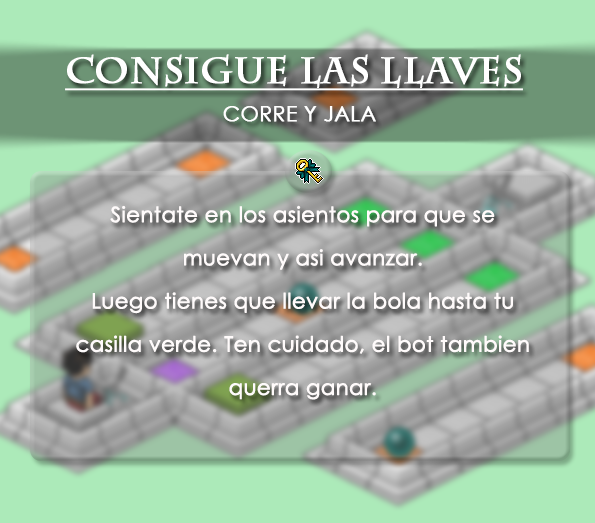 CONSIGUE LAS LLAVES
CORRE Y JALA
Sientate en los asientos para que se
muevan y asi avanzar.
Luego tienes que llevar la bola hasta tu
casilla verde. Ten cuidado, el bot tambien
querra ganar.